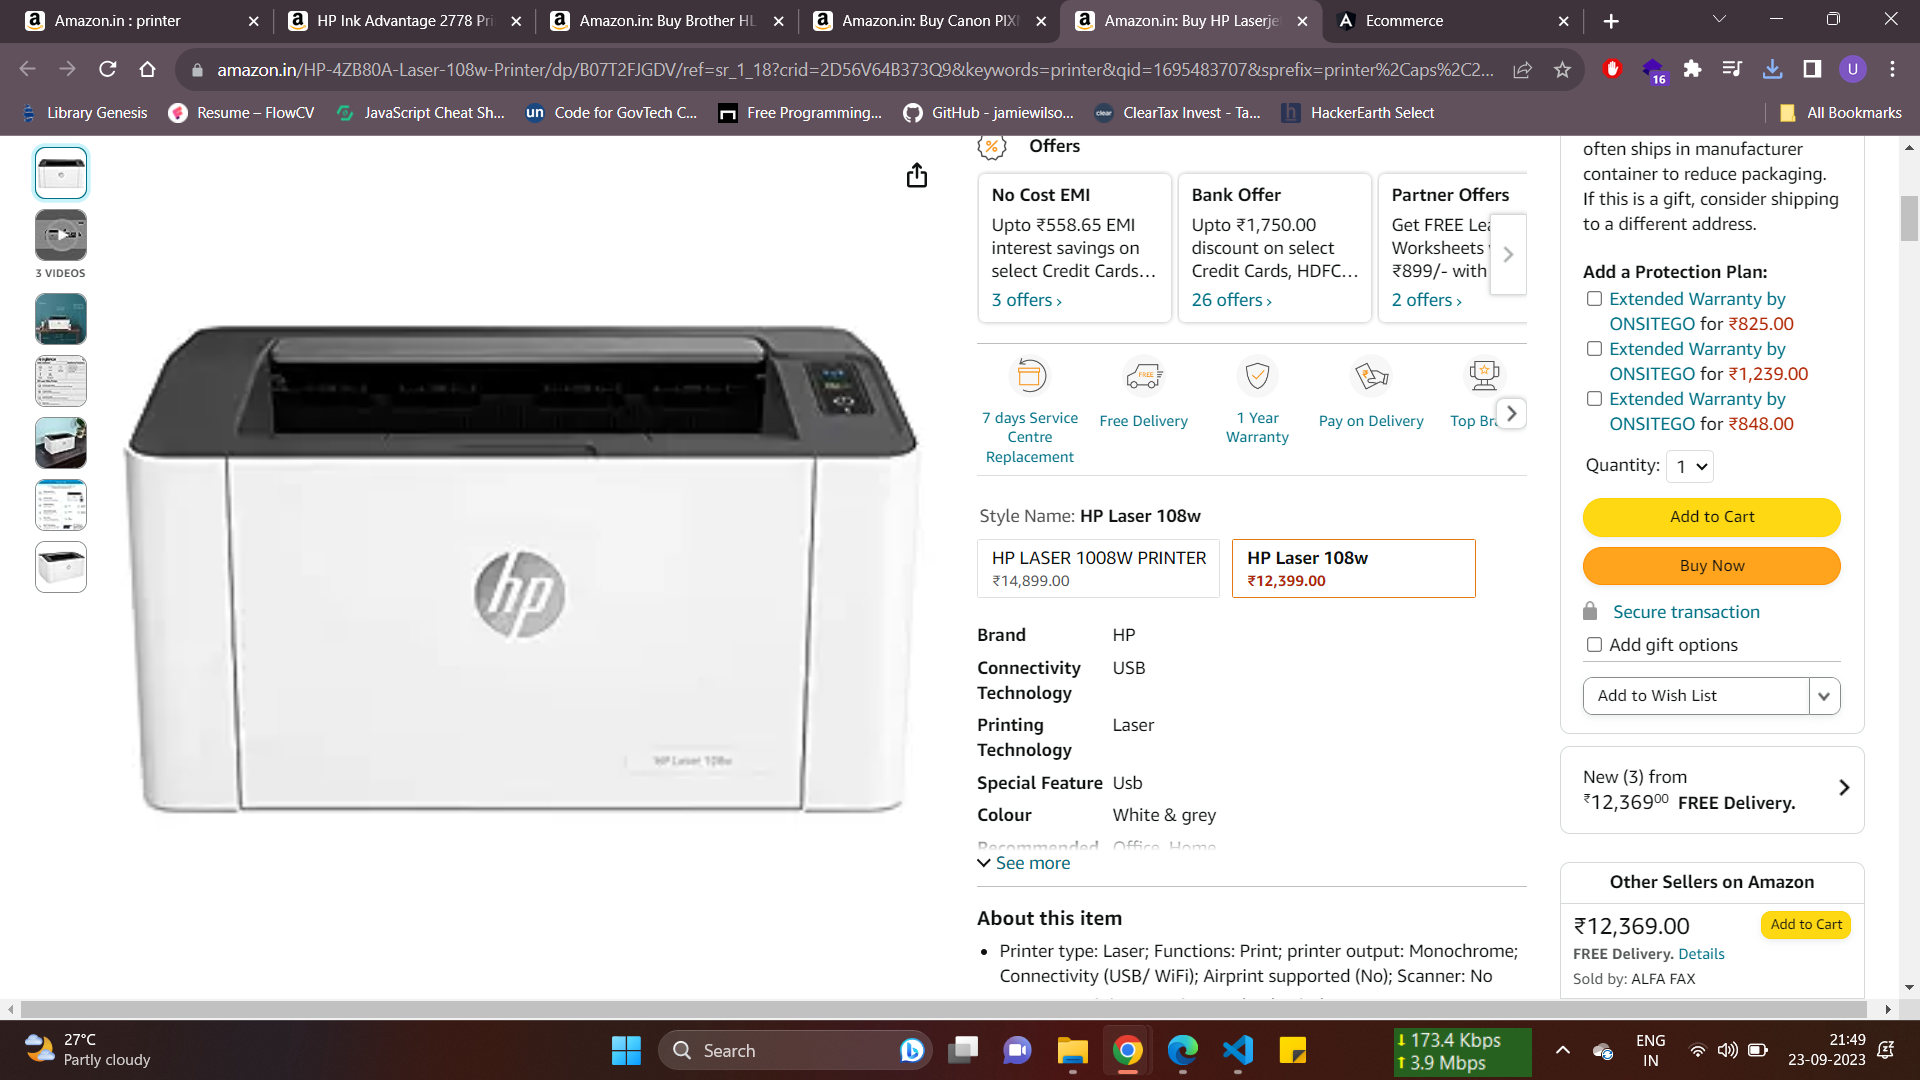 Amazon.in : printer
HP Ink Advantage 2778 Pri
Amazon.in: Buy Brother HL
Amazon.in: Buy Canon PIX
Amazon.in: Buy HP Laserje
Ecommerce
amazon.in/HP-4ZB80A-Laser-108w-Printer/dp/B07T2FJGDV/ref=sr_1_18?crid=2D56V64B373Q9&keywords=printer&qid=1695483707&sprefix=printer%2Caps%2C2...
16
U
Library Genesis
Resume – FlowCV
JavaScript Cheat Sh...
un
Code for GovTech C...
Free Programming...
GitHub - jamiewilso...
clear
ClearTax Invest - Ta...
h
HackerEarth Select
All Bookmarks
3 VIDEOS
hp
HP Laser 108w
Offers
No Cost EMI
Upto ₹558.65 EMI
interest savings on
select Credit Cards…
3 offers ›
Bank Offer
Upto ₹1,750.00
discount on select
Credit Cards, HDFC…
26 offers ›
Partner Offers
Get FREE Lea
Worksheets
₹899/- with
2 offers ›
7 days Service
Centre
Replacement
FREE
Free Delivery
1 Year
Warranty
Pay on Delivery
Top Br
Style Name: HP Laser 108w
HP LASER 1008W PRINTER
₹14,899.00
HP Laser 108w
₹12,399.00
Brand HP
Connectivity USB
Technology
Printing Laser
Technology
Special Feature Usb
Colour White & grey
Recommended Office, Home
See more
About this item
Printer type: Laser; Functions: Print; printer output: Monochrome;
Connectivity (USB/ WiFi); Airprint supported (No); Scanner: No
often ships in manufacturer
container to reduce packaging.
If this is a gift, consider shipping
to a different address.
Add a Protection Plan:
Extended Warranty by
ONSITEGO for ₹825.00
Extended Warranty by
ONSITEGO for ₹1,239.00
Extended Warranty by
ONSITEGO for ₹848.00
Quantity: 1
Add to Cart
Buy Now
Secure transaction
Add gift options
Add to Wish List
New (3) from
₹12,369⁰⁰ FREE Delivery.
Other Sellers on Amazon
₹12,369.00
Add to Cart
FREE Delivery. Details
Sold by: ALFA FAX
27°C
Partly cloudy
Search
173.4 Kbps
3.9 Mbps
ENG
IN
21:49
23-09-2023